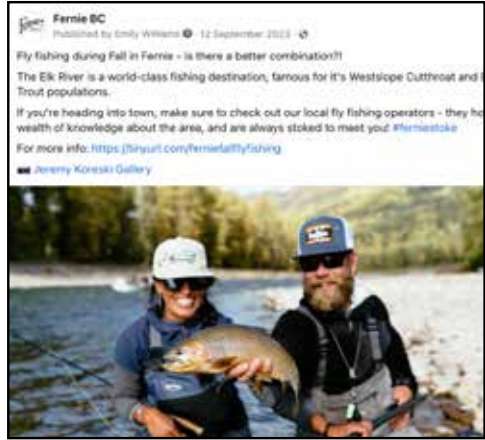 Fernie BC
Published by Emily Williams · 12 September 2023 ·
Fly fishing during Fall in Fernie - is there a better combination?!
The Elk River is a world-class fishing destination, famous for it's Westslope Cutthroat and
Trout populations.
If you're heading into town, make sure to check out our local fly fishing operators - they ho
wealth of knowledge about the area, and are always stoked to meet you! #ferniestoke
For more info: https://tinyurl.com/ferniefallflyfishing
Jeremy Koreski Gallery